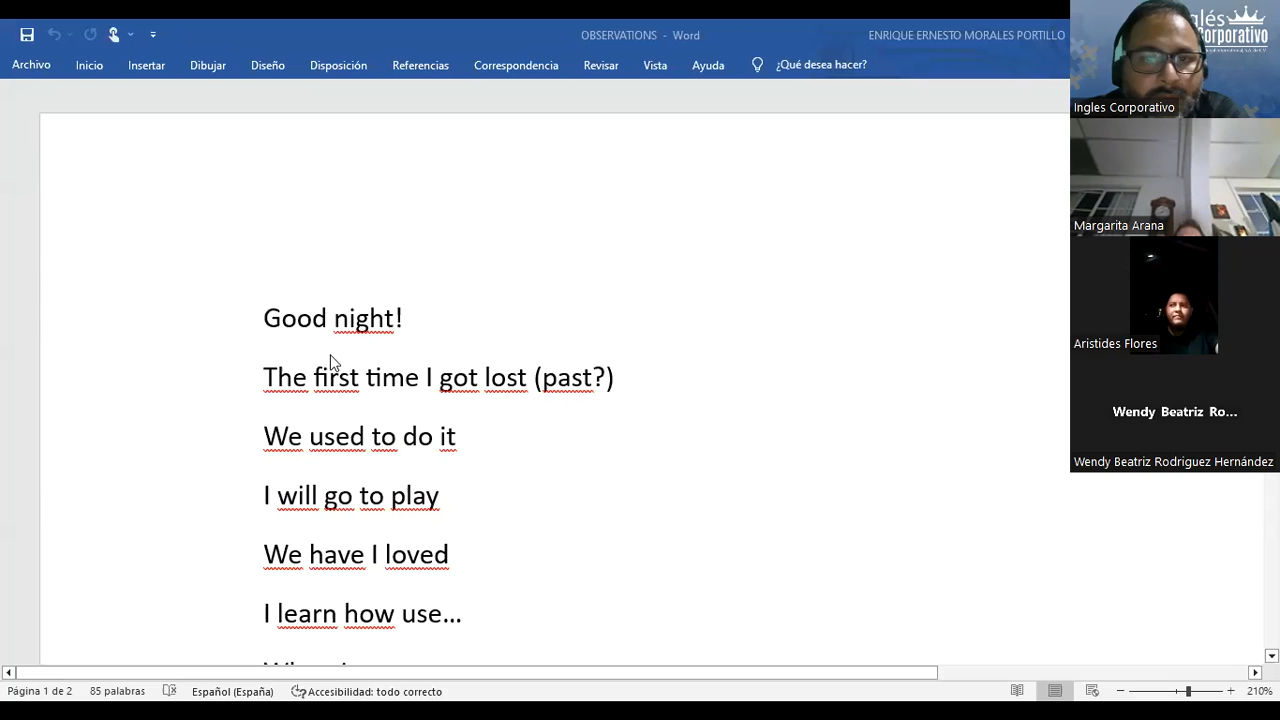 OBSERVATIONS - Word
ENRIQUE ERNESTO MORALES PORTILLO
Archivo Inicio Insertar Dibujar Diseño Disposición Referencias Correspondencia Revisar Vista Ayuda ¿Qué desea hacer?
Good night!
The first time I got lost (past?)
We used to do it
I will go to play
We have I loved
I learn how use...
Ingles Corporativo
Margarita Arana
Aristides Flores
Wendy Beatriz Ro...
Wendy Beatriz Rodriguez Hernández
Página 1 de 2 85 palabras Español (España) Accesibilidad: todo correcto 210%